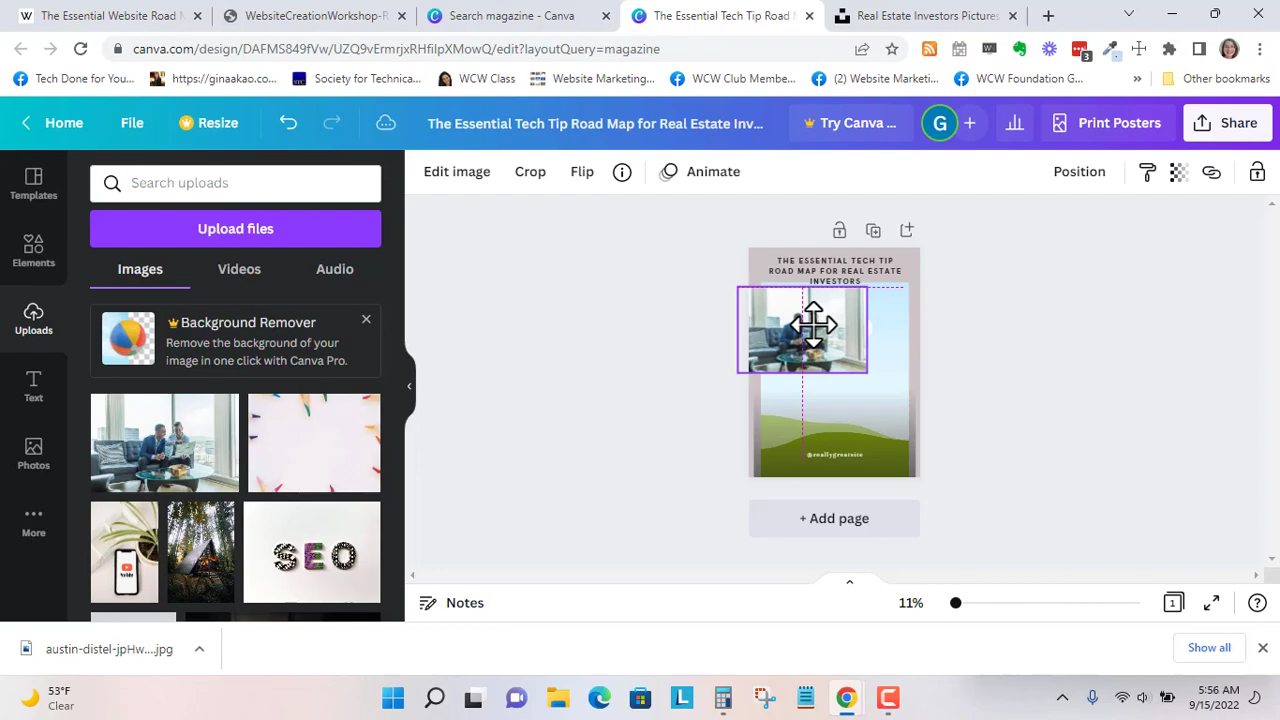 The Essential Website Road M
WebsiteCreationWorkshop-R
Search magazine - Canva
The Essential Tech Tip Road M
Real Estate Investors Pictures
canva.com/design/DAFMS849fVw/UZQ9vErmrjxRHfiIpXMowQ/edit?layoutQuery=magazine
3
Tech Done for You...
https://ginaakao.co...
Society for Technica...
WCW Class
Website Marketing...
WCW Club Membe...
(2) Website Marketi...
WCW Foundation G...
»
Other bookmarks
Home
File
Resize
The Essential Tech Tip Road Map for Real Estate Inv...
Try Canva ...
G
Print Posters
Share
Search uploads
Edit image
Crop
Flip
Animate
Position
Templates
Upload files
Elements
Images
Videos
Audio
Uploads
Background Remover
Remove the background of your
image in one click with Canva Pro.
Text
Photos
More
YouTube
SEO
THE ESSENTIAL TECH TIP
ROAD MAP FOR REAL ESTATE
INVESTORS
@reallygreatsite
+ Add page
Notes
11%
1
austin-distel-jpHw....jpg
Show all
53°F
Clear
L
5:56 AM
9/15/2022